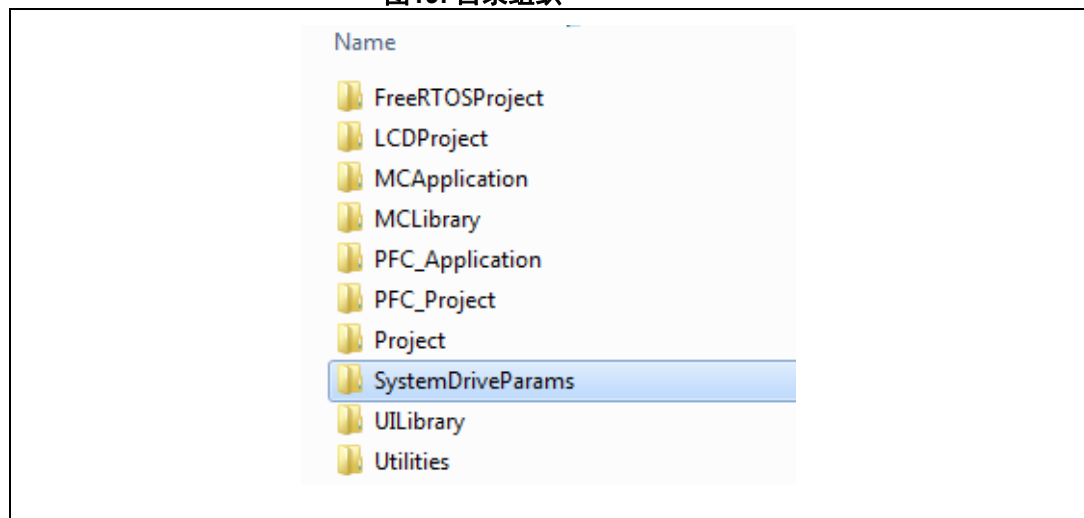 Name
FreeRTOSProject
LCDProject
MCApplication
MCLibrary
PFC_Application
PFC_Project
Project
SystemDriveParams
UILibrary
Utilities